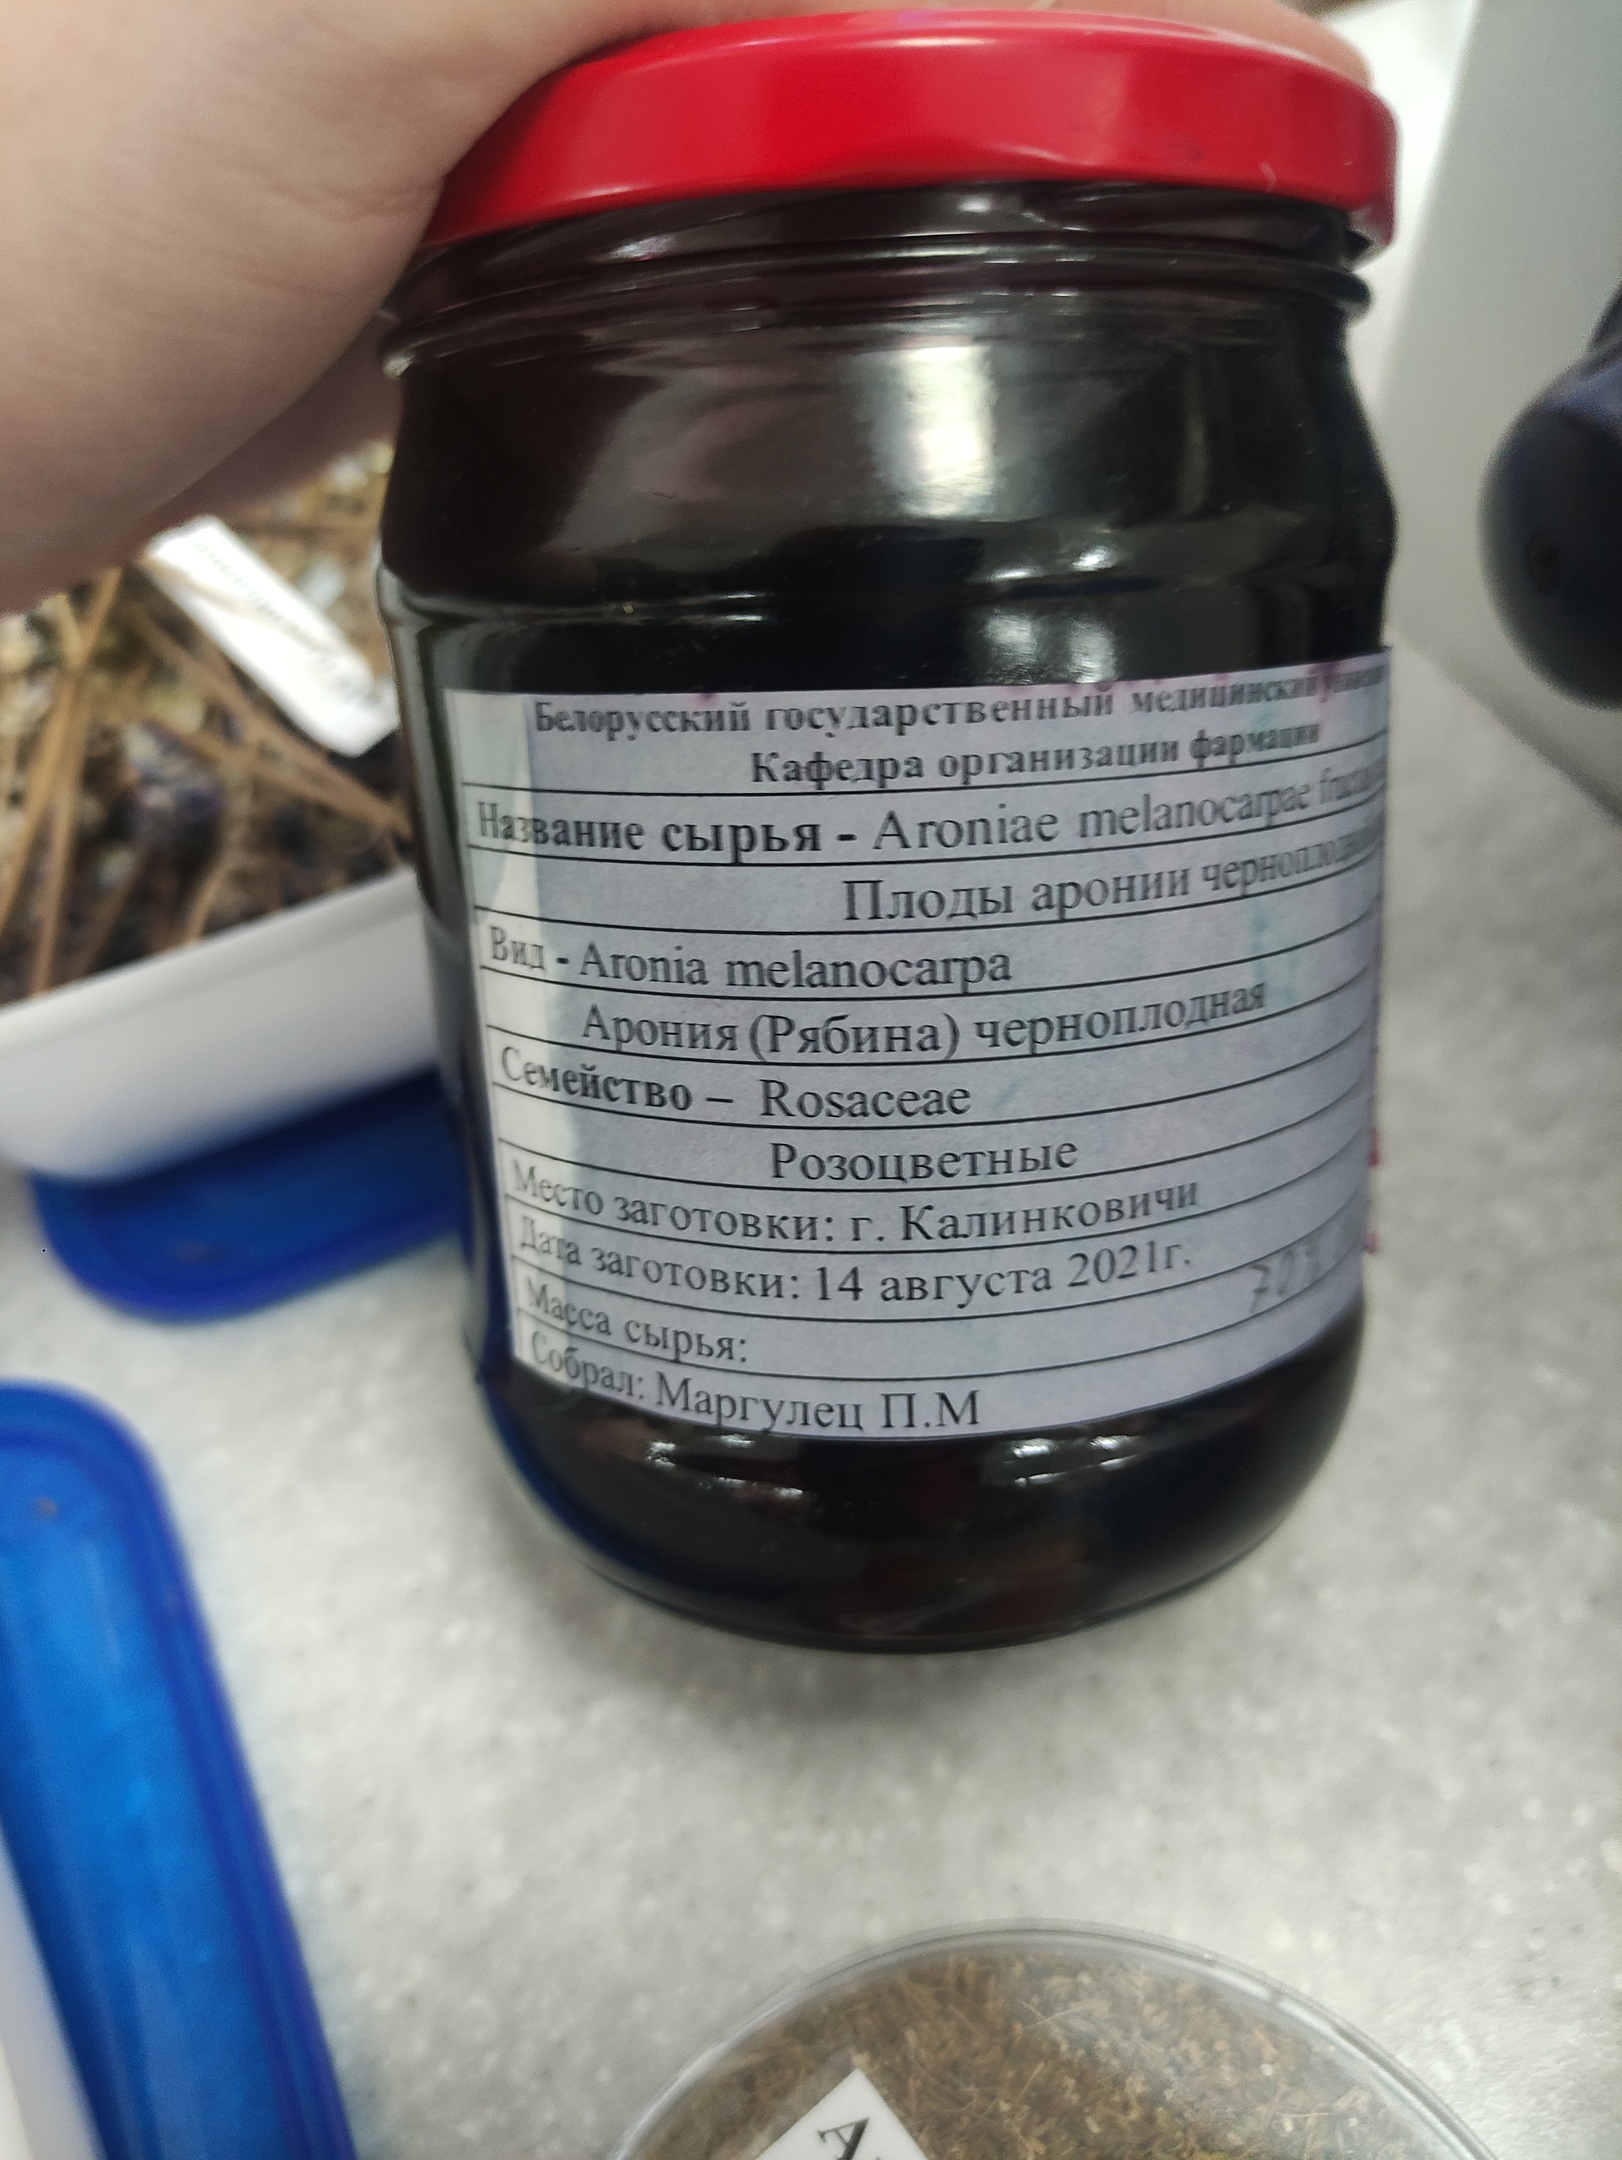 Белорусский государственный медицинский
Кафедра организации фармации
Название сырья - Aroniae melanocarpae
Плоды аронии
Вид - Aronia melanocarpa
Арония (Рябина) черноплодная
Семейство – Rosaceae
Розоцветные
Место заготовки: г. Калинковичи
Дата заготовки: 14 августа 2021г.
Масса сырья:
Собрал: Маргулец П.М